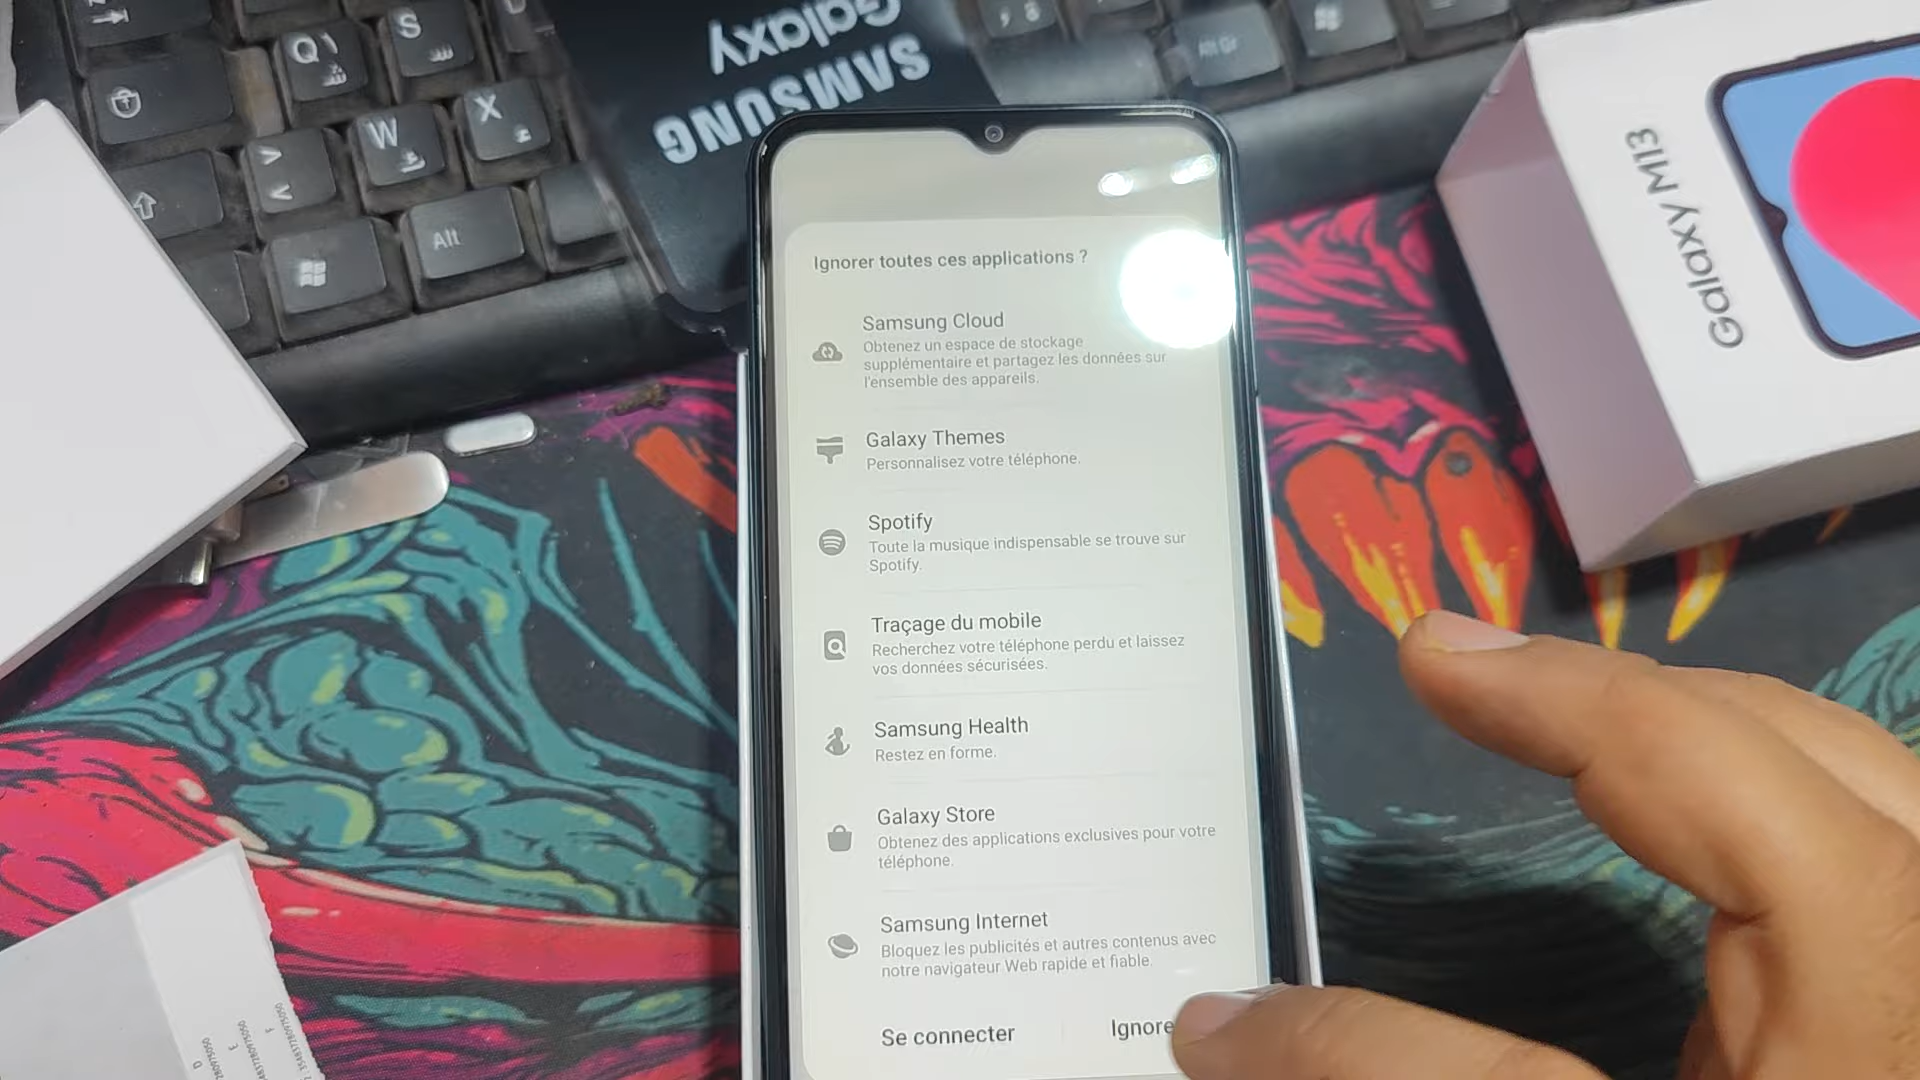 Q
S
W
X
>
<
Alt
Alt Gr
SAMSUNG
Galaxy
Galaxy M13
Ignorer toutes ces applications ?
Samsung Cloud
Obtenez un espace de stockage
supplémentaire et partagez les données sur
l'ensemble des appareils.
Galaxy Themes
Personnalisez votre téléphone.
Spotify
Toute la musique indispensable se trouve sur
Spotify.
Traçage du mobile
Recherchez votre téléphone perdu et laissez
vos données sécurisées.
Samsung Health
Restez en forme.
Galaxy Store
Obtenez des applications exclusives pour votre
téléphone.
Samsung Internet
Bloquez les publicités et autres contenus avec
notre navigateur Web rapide et fiable.
Se connecter
Ignore